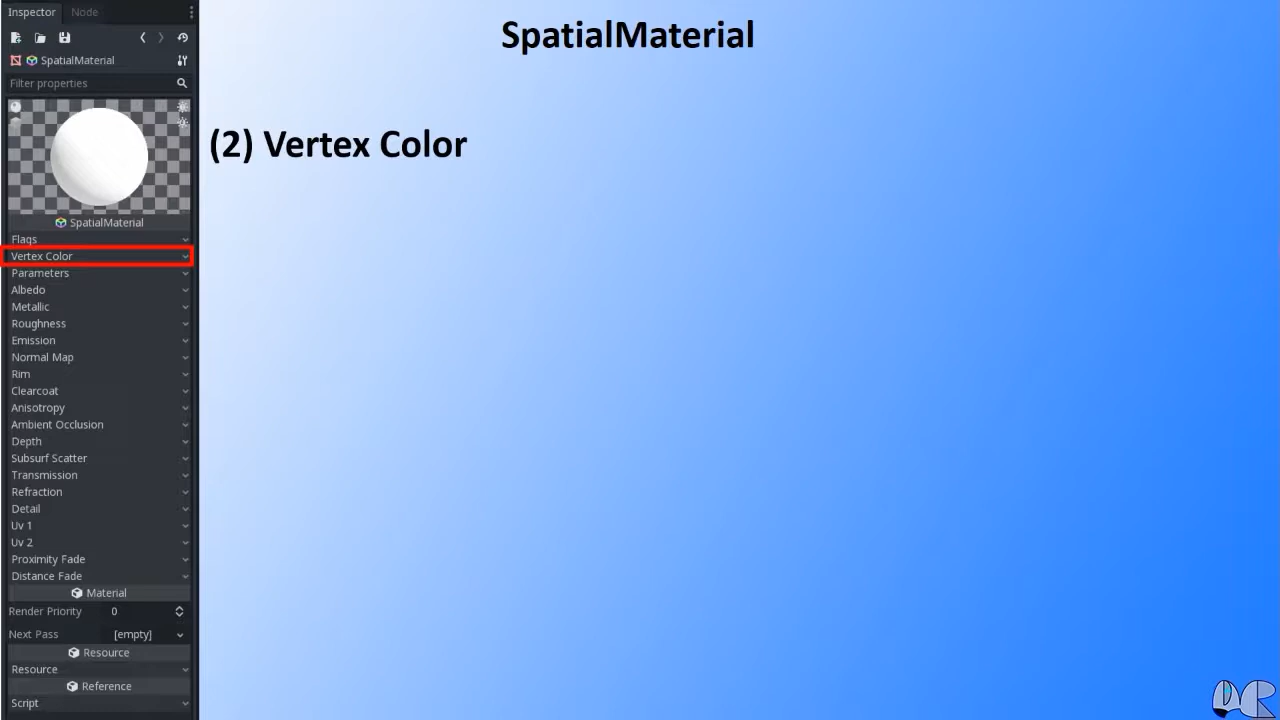 Inspector
Node
SpatialMaterial
Filter properties
SpatialMaterial
Flags
Vertex Color
Parameters
Albedo
Metallic
Roughness
Emission
Normal Map
Rim
Clearcoat
Anisotropy
Ambient Occlusion
Depth
Subsurf Scatter
Transmission
Refraction
Detail
Uv 1
Uv 2
Proximity Fade
Distance Fade
Material
Render Priority 0
Next Pass [empty]
Resource
Resource
Reference
Script
SpatialMaterial
(2) Vertex Color